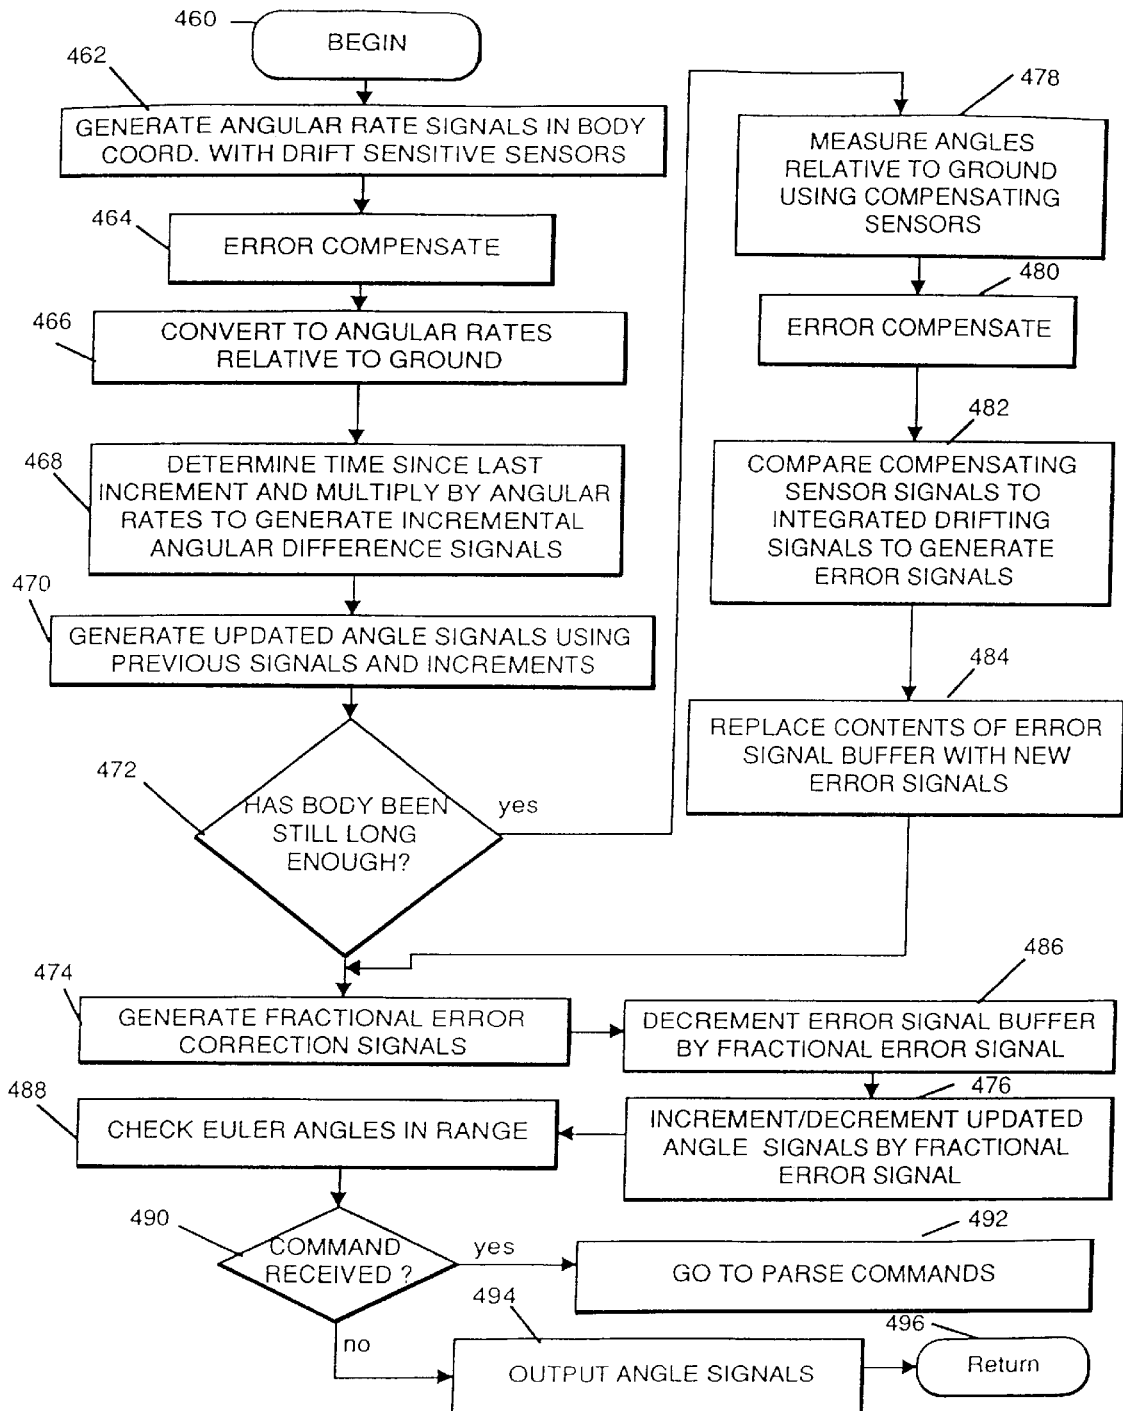 460
BEGIN
462
GENERATE ANGULAR RATE SIGNALS IN BODY
COORD. WITH DRIFT SENSITIVE SENSORS
464
ERROR COMPENSATE
466
CONVERT TO ANGULAR RATES
RELATIVE TO GROUND
468
DETERMINE TIME SINCE LAST
INCREMENT AND MULTIPLY BY ANGULAR
RATES TO GENERATE INCREMENTAL
ANGULAR DIFFERENCE SIGNALS
470
GENERATE UPDATED ANGLE SIGNALS USING
PREVIOUS SIGNALS AND INCREMENTS
472
HAS BODY BEEN
STILL LONG
ENOUGH?
yes
478
MEASURE ANGLES
RELATIVE TO GROUND
USING COMPENSATING
SENSORS
480
ERROR COMPENSATE
482
COMPARE COMPENSATING
SENSOR SIGNALS TO
INTEGRATED DRIFTING
SIGNALS TO GENERATE
ERROR SIGNALS
484
REPLACE CONTENTS OF ERROR
SIGNAL BUFFER WITH NEW
ERROR SIGNALS
474
GENERATE FRACTIONAL ERROR
CORRECTION SIGNALS
486
DECREMENT ERROR SIGNAL BUFFER
BY FRACTIONAL ERROR SIGNAL
476
INCREMENT/DECREMENT UPDATED
ANGLE SIGNALS BY FRACTIONAL
ERROR SIGNAL
488
CHECK EULER ANGLES IN RANGE
490
COMMAND
RECEIVED ?
yes
492
GO TO PARSE COMMANDS
no
494
OUTPUT ANGLE SIGNALS
496
Return